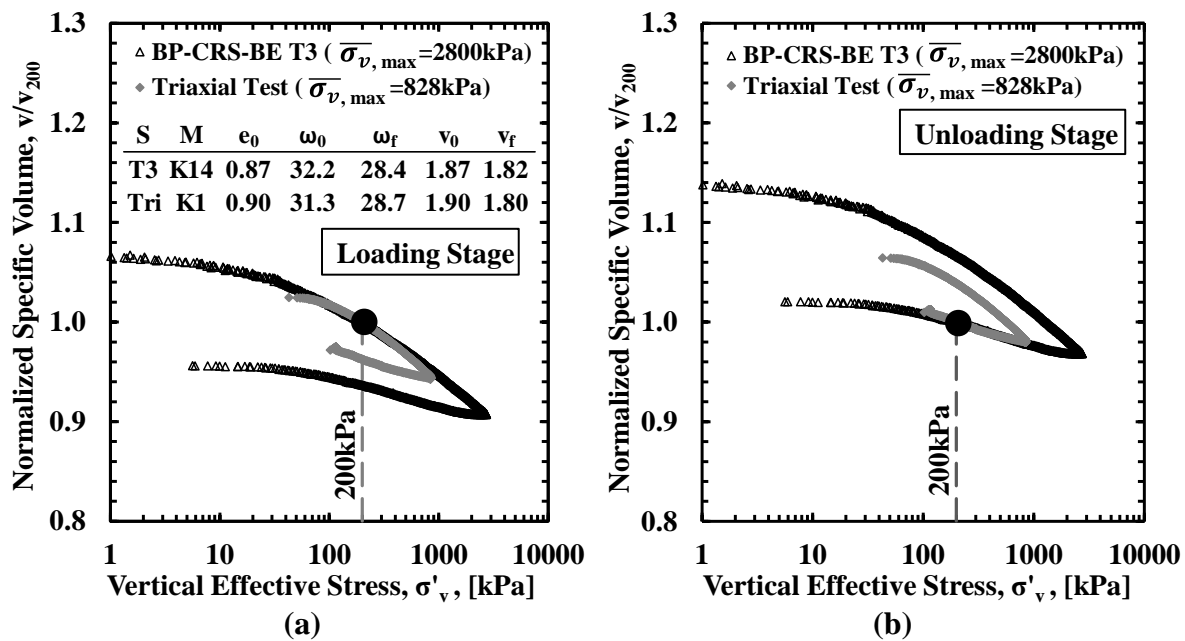 Normalized Specific Volume, v/v₂₀₀
1.3
1.2
1.1
1.0
0.9
0.8
△ BP-CRS-BE T3 ( σ̅v̅, max =2800kPa)
◆ Triaxial Test ( σ̅v̅, max =828kPa)
S M e₀ ω₀ ωf v₀ vf
T3 K14 0.87 32.2 28.4 1.87 1.82
Tri K1 0.90 31.3 28.7 1.90 1.80
Loading Stage
200kPa
1 10 100 1000 10000
Vertical Effective Stress, σ'v , [kPa]
(a)
Normalized Specific Volume, v/v₂₀₀
1.3
1.2
1.1
1.0
0.9
0.8
△ BP-CRS-BE T3 ( σ̅v̅, max =2800kPa)
◆ Triaxial Test ( σ̅v̅, max =828kPa)
Unloading Stage
200kPa
1 10 100 1000 10000
Vertical Effective Stress, σ'v , [kPa]
(b)